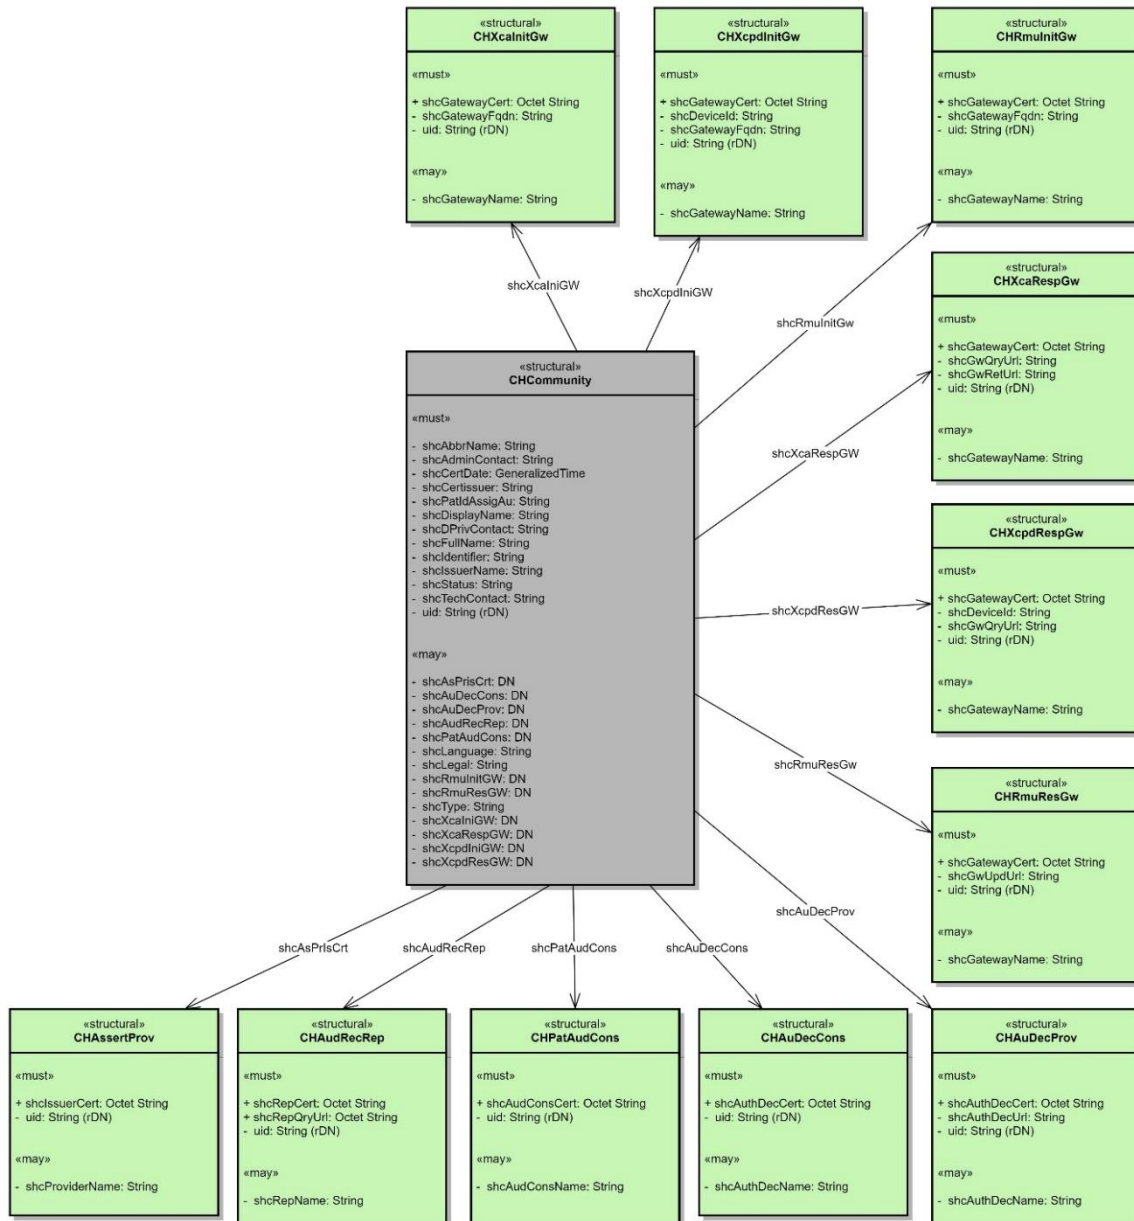 «structural»
CHXcaInitGw
«must»
+ shcGatewayCert: Octet String
- shcGatewayFqdn: String
- uid: String (rDN)
«may»
- shcGatewayName: String
«structural»
CHXcpdInitGw
«must»
+ shcGatewayCert: Octet String
- shcDeviceId: String
- shcGatewayFqdn: String
- uid: String (rDN)
«may»
- shcGatewayName: String
«structural»
CHRmuInitGw
«must»
+ shcGatewayCert: Octet String
- shcGatewayFqdn: String
- uid: String (rDN)
«may»
- shcGatewayName: String
shcXcaIniGW
shcXcpdIniGW
shcRmuInitGw
«structural»
CHXcaRespGw
«must»
+ shcGatewayCert: Octet String
- shcGwQryUrl: String
- shcGwRetUrl: String
- uid: String (rDN)
«may»
- shcGatewayName: String
«structural»
CHCommunity
«must»
- shcAbbrName: String
- shcAdminContact: String
- shcCertDate: GeneralizedTime
- shcCertissuer: String
- shcPatIdAssigAu: String
- shcDisplayName: String
- shcDPrivContact: String
- shcFullName: String
- shcIdentifier: String
- shcIssuerName: String
- shcStatus: String
- shcTechContact: String
- uid: String (rDN)
«may»
- shcAsPrisCrt: DN
- shcAuDecCons: DN
- shcAuDecProv: DN
- shcAudRecRep: DN
- shcPatAudCons: DN
- shcLanguage: String
- shcLegal: String
- shcRmuInitGW: DN
- shcRmuResGW: DN
- shcType: String
- shcXcaIniGW: DN
- shcXcaRespGW: DN
- shcXcpdIniGW: DN
- shcXcpdResGW: DN
shcXcaRespGW
«structural»
CHXcpdRespGw
«must»
+ shcGatewayCert: Octet String
- shcDeviceId: String
- shcGwQryUrl: String
- uid: String (rDN)
«may»
- shcGatewayName: String
shcXcpdResGW
shcRmuResGw
«structural»
CHRmuResGw
«must»
+ shcGatewayCert: Octet String
- shcGwUpdUrl: String
- uid: String (rDN)
«may»
- shcGatewayName: String
shcAuDecProv
shcAsPrIsCrt
shcAudRecRep
shcPatAudCons
shcAuDecCons
«structural»
CHAssertProv
«must»
+ shcIssuerCert: Octet String
- uid: String (rDN)
«may»
- shcProviderName: String
«structural»
CHAudRecRep
«must»
+ shcRepCert: Octet String
+ shcRepQryUrl: Octet String
- uid: String (rDN)
«may»
- shcRepName: String
«structural»
CHPatAudCons
«must»
+ shcAudConsCert: Octet String
- uid: String (rDN)
«may»
- shcAudConsName: String
«structural»
CHAuDecCons
«must»
+ shcAuthDecCert: Octet String
- uid: String (rDN)
«may»
- shcAuthDecName: String
«structural»
CHAuDecProv
«must»
+ shcAuthDecCert: Octet String
- shcAuthDecUrl: String
- uid: String (rDN)
«may»
- shcAuthDecName: String